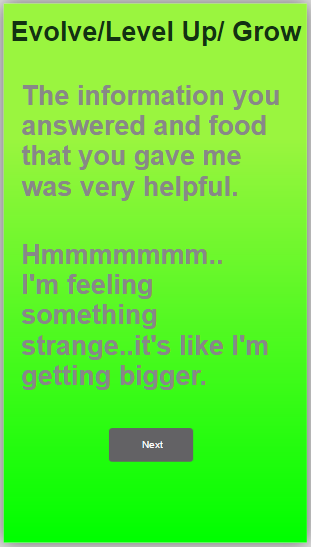 Evolve/Level Up/ Grow
The information you
answered and food
that you gave me
was very helpful.
Hmmmmmmm..
I'm feeling
something
strange..it's like I'm
getting bigger.
Next